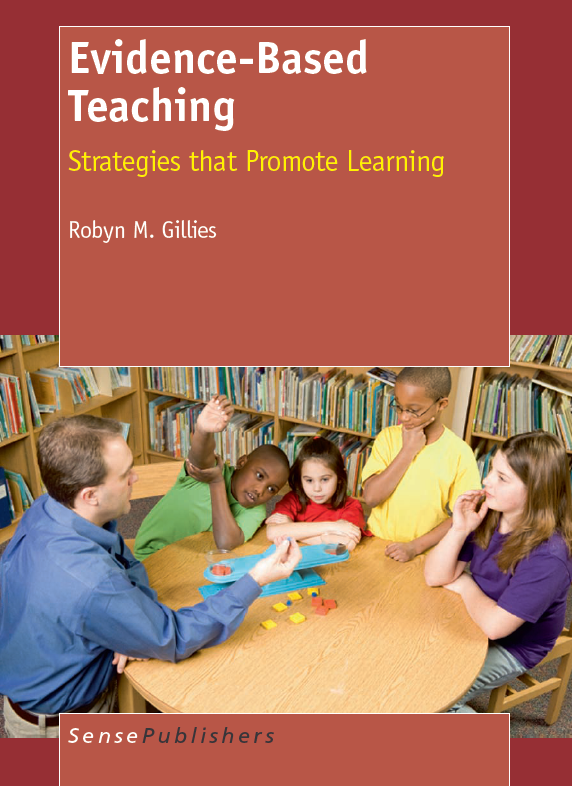 Evidence-Based
Teaching
Strategies that Promote Learning
Robyn M. Gillies
SensePublishers